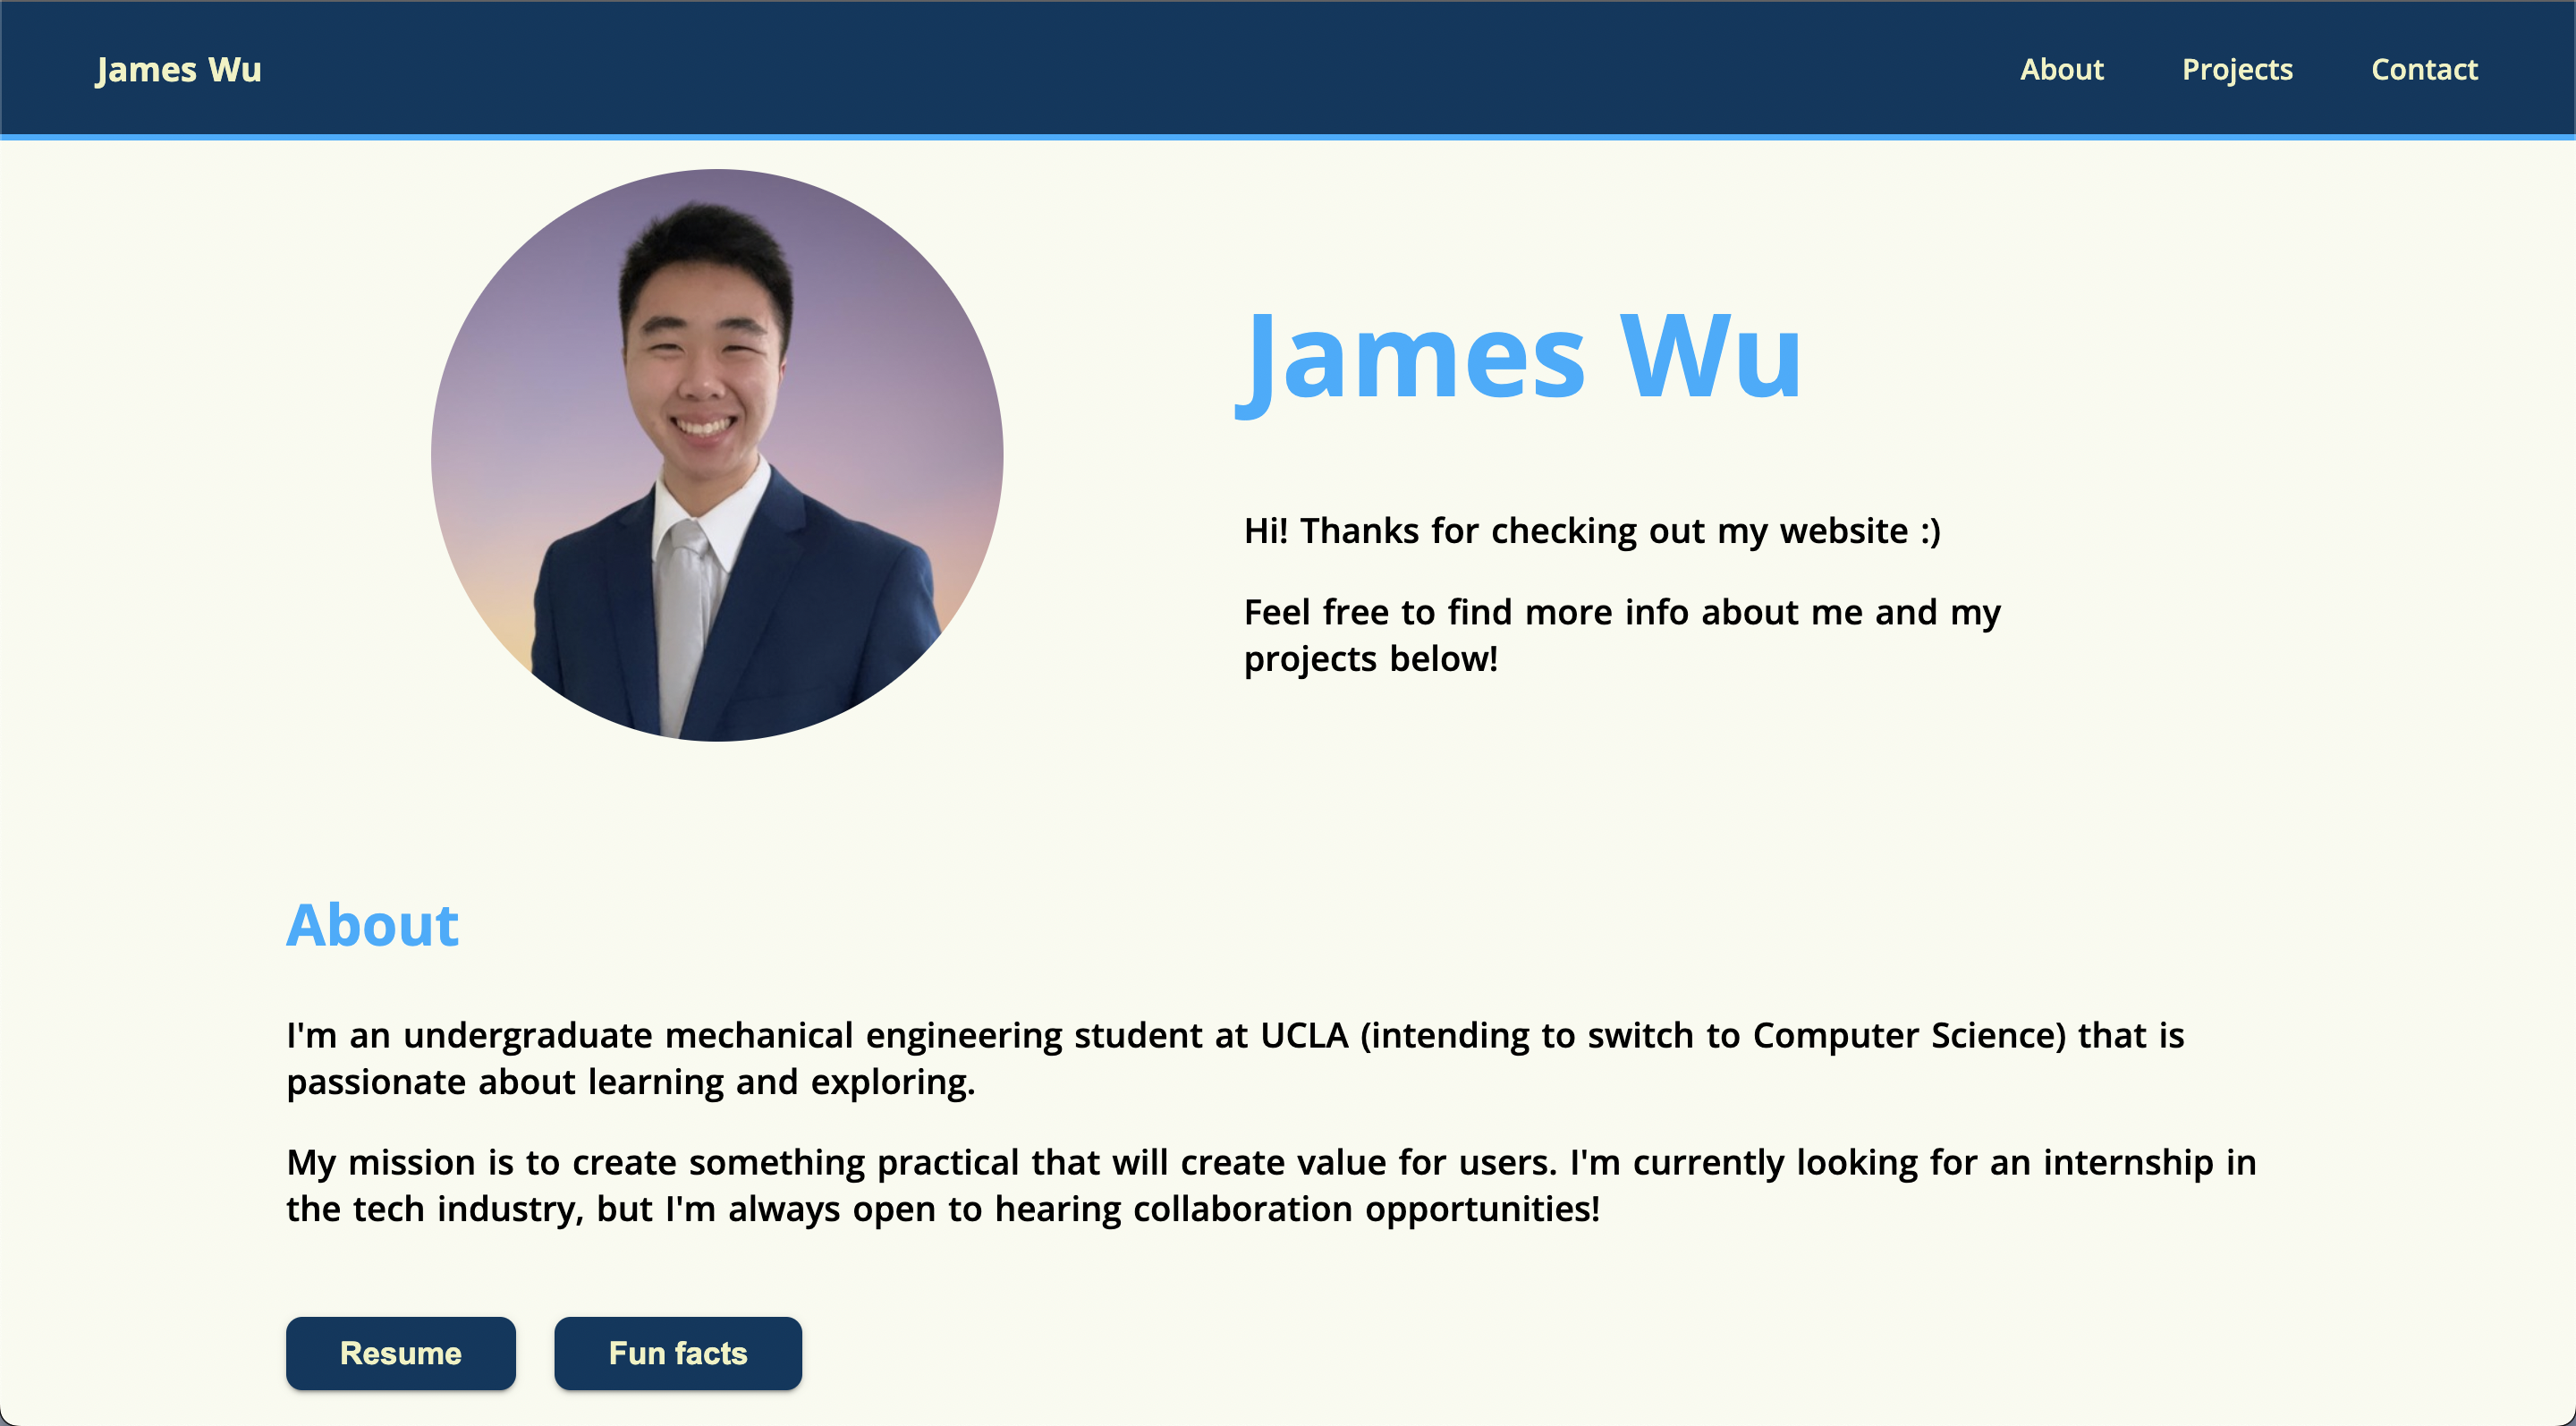 James Wu
About
Projects
Contact
James Wu
Hi! Thanks for checking out my website :)
Feel free to find more info about me and my
projects below!
About
I'm an undergraduate mechanical engineering student at UCLA (intending to switch to Computer Science) that is
passionate about learning and exploring.
My mission is to create something practical that will create value for users. I'm currently looking for an internship in
the tech industry, but I'm always open to hearing collaboration opportunities!
Resume
Fun facts